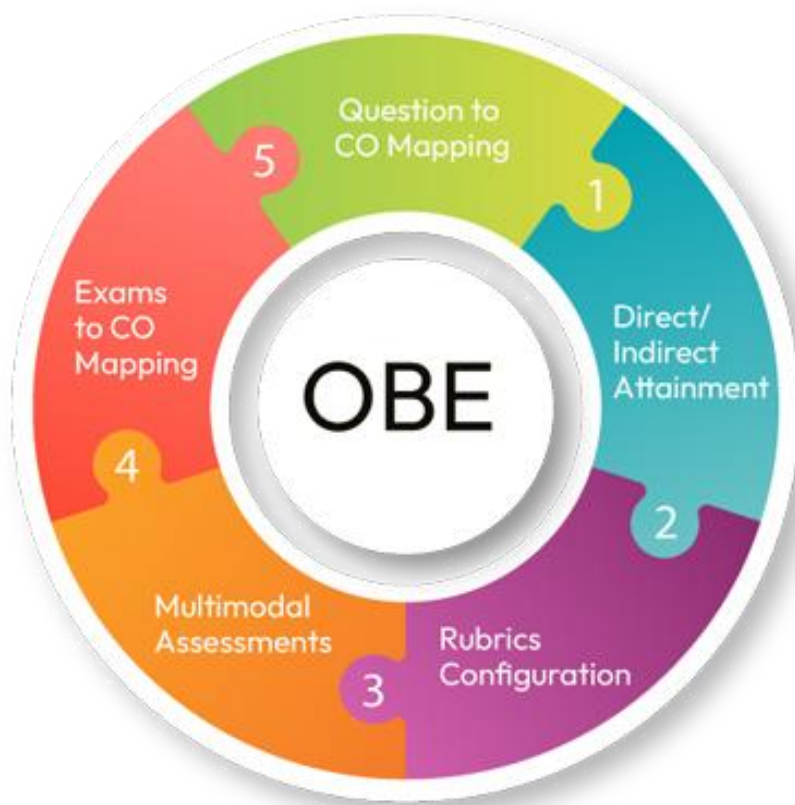 Question to
CO Mapping
1
Direct/
Indirect
Attainment
2
Rubrics
Configuration
3
Multimodal
Assessments
4
Exams
to CO
Mapping
5
OBE